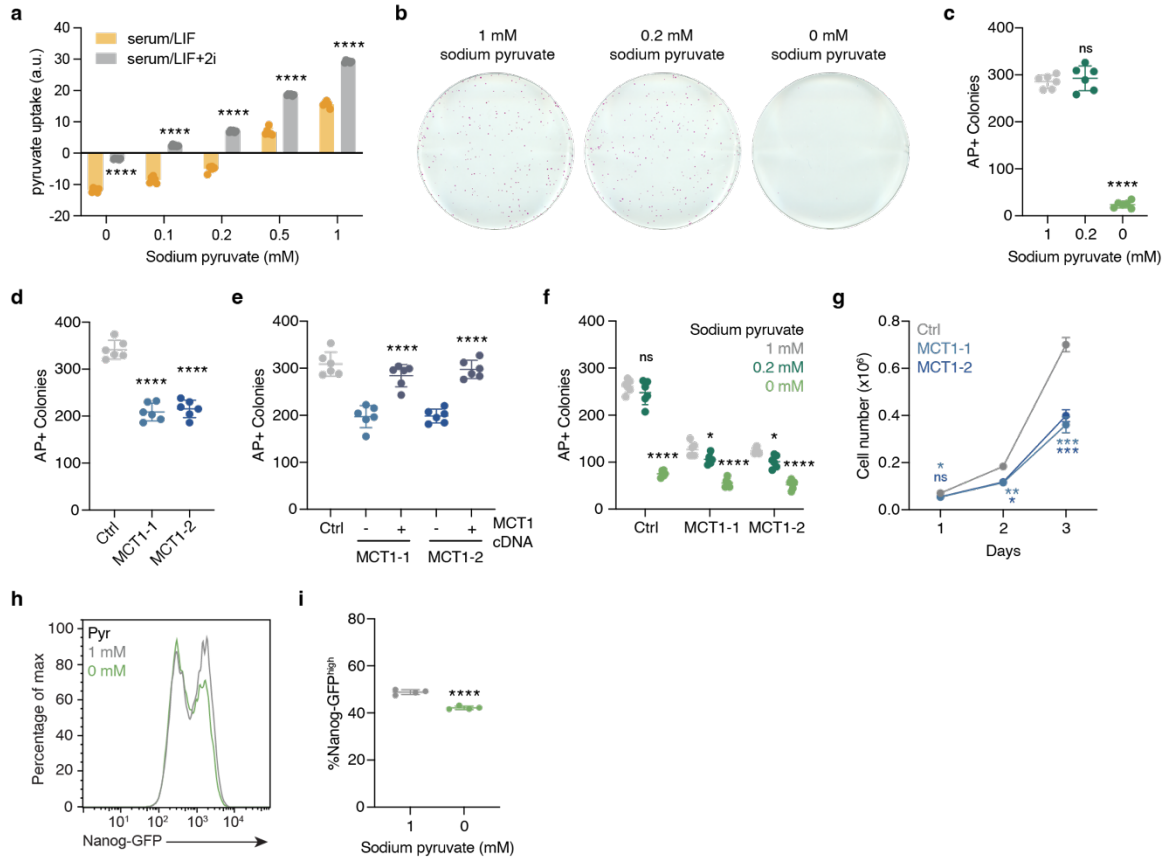 a
pyruvate uptake (a.u.)
40
30
20
10
0
-10
-20
serum/LIF
serum/LIF+2i
****
****
****
****
****
0 0.1 0.2 0.5 1
Sodium pyruvate (mM)
b
1 mM
sodium pyruvate
0.2 mM
sodium pyruvate
0 mM
sodium pyruvate
c
AP+ Colonies
400
300
200
100
0
ns
****
1 0.2 0
Sodium pyruvate (mM)
d
AP+ Colonies
400
300
200
100
0
****
****
Ctrl
MCT1-1
MCT1-2
e
AP+ Colonies
400
300
200
100
0
****
****
Ctrl
- + - + MCT1
cDNA
MCT1-1 MCT1-2
f
AP+ Colonies
400
300
200
100
0
Sodium pyruvate
1 mM
0.2 mM
0 mM
ns
****
*
****
*
****
Ctrl MCT1-1 MCT1-2
g
Cell number (x10⁶)
0.8
0.6
0.4
0.2
0.0
Ctrl
MCT1-1
MCT1-2
*
ns
**
*
***
***
1 2 3
Days
h
Percentage of max
100
80
60
40
20
0
Pyr
1 mM
0 mM
10¹ 10² 10³ 10⁴
Nanog-GFP
i
%Nanog-GFPʰⁱᵍʰ
80
60
40
20
0
****
1 0
Sodium pyruvate (mM)